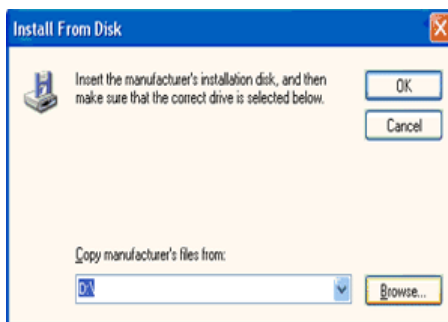 Install From Disk
Insert the manufacturer's installation disk, and then
make sure that the correct drive is selected below.
OK
Cancel
Copy manufacturer's files from:
D:\
Browse...